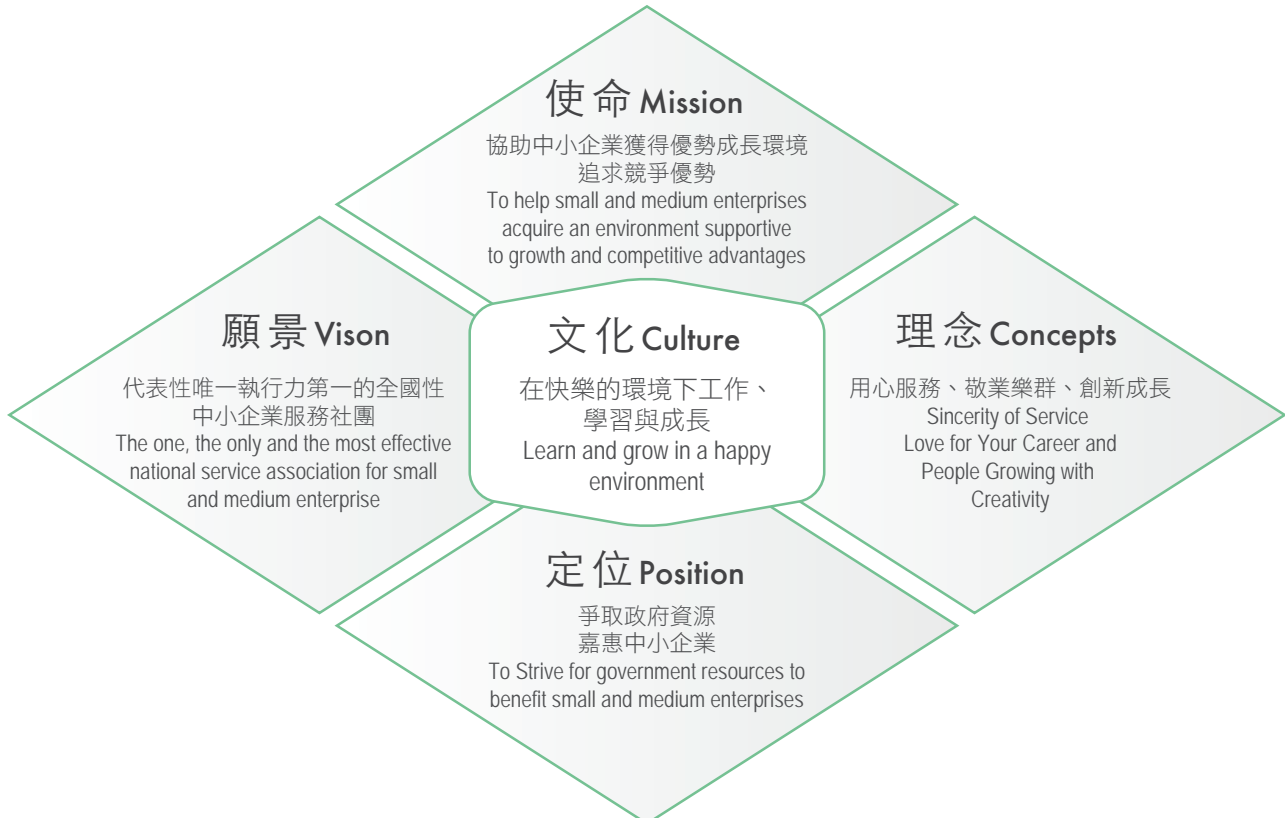 使命 Mission
協助中小企業獲得優勢成長環境
追求競爭優勢
To help small and medium enterprises
acquire an environment supportive
to growth and competitive advantages
願景 Vison
代表性唯一執行力第一的全國性
中小企業服務社團
The one, the only and the most effective
national service association for small
and medium enterprise
文化 Culture
在快樂的環境下工作、
學習與成長
Learn and grow in a happy
environment
理念 Concepts
用心服務、敬業樂群、創新成長
Sincerity of Service
Love for Your Career and
People Growing with
Creativity
定位 Position
爭取政府資源
嘉惠中小企業
To Strive for government resources to
benefit small and medium enterprises